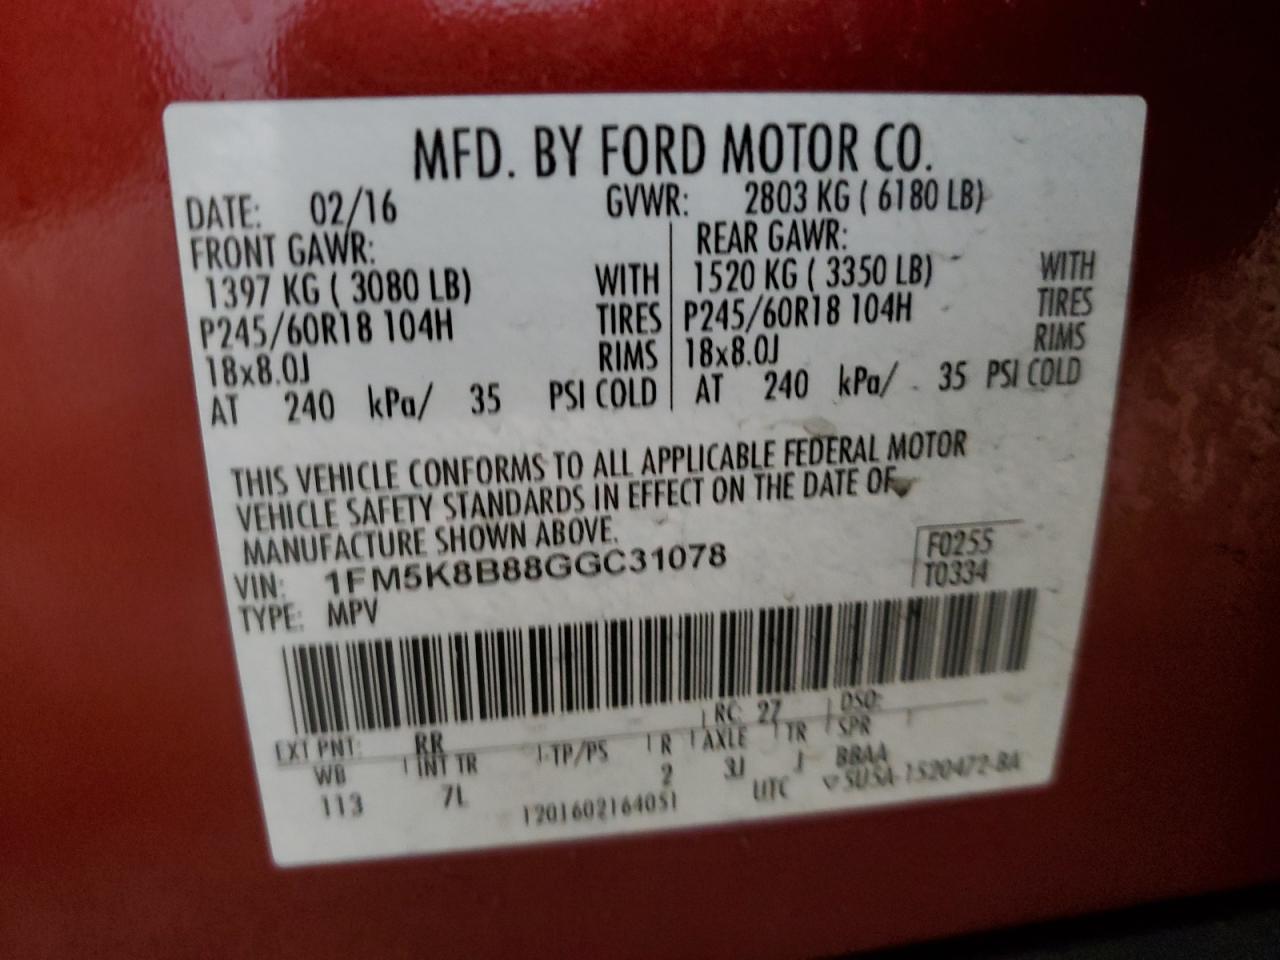 MFD. BY FORD MOTOR CO.
DATE: 02/16 GVWR: 2803 KG ( 6180 LB)
FRONT GAWR: REAR GAWR:
1397 KG ( 3080 LB) WITH 1520 KG ( 3350 LB) WITH
P245/60R18 104H TIRES P245/60R18 104H TIRES
18x8.0J RIMS 18x8.0J RIMS
AT 240 kPa/ 35 PSI COLD AT 240 kPa/ 35 PSI COLD
THIS VEHICLE CONFORMS TO ALL APPLICABLE FEDERAL MOTOR
VEHICLE SAFETY STANDARDS IN EFFECT ON THE DATE OF
MANUFACTURE SHOWN ABOVE.
VIN: 1FM5K8B88GGC31078 F0255
TYPE: MPV T0334
EXT PNT: RR RC: 27 DSO:
WB INT TR TP/PS R AXLE TR SPR
113 7L 2 3J J BBAA
1201602164051 UTC ▽SU5A-1520472-BA